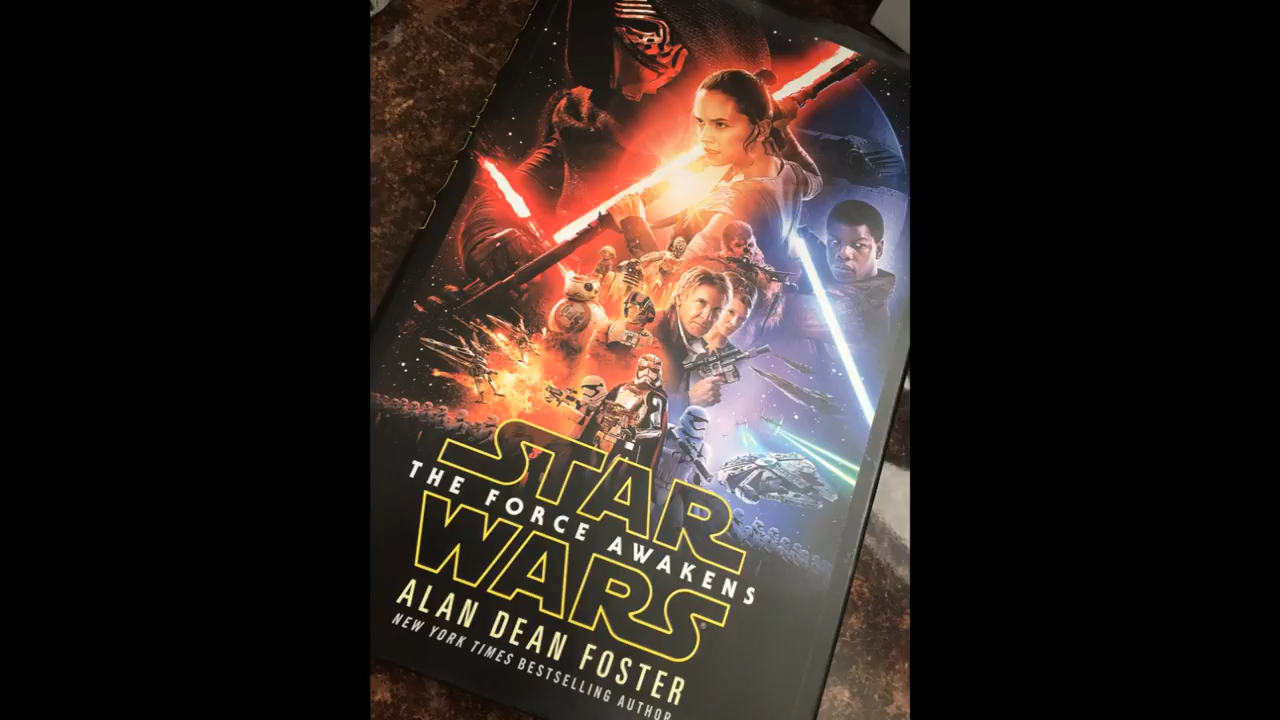 STAR
THE FORCE AWAKENS
WARS
ALAN DEAN FOSTER
NEW YORK TIMES BESTSELLING AUTHOR